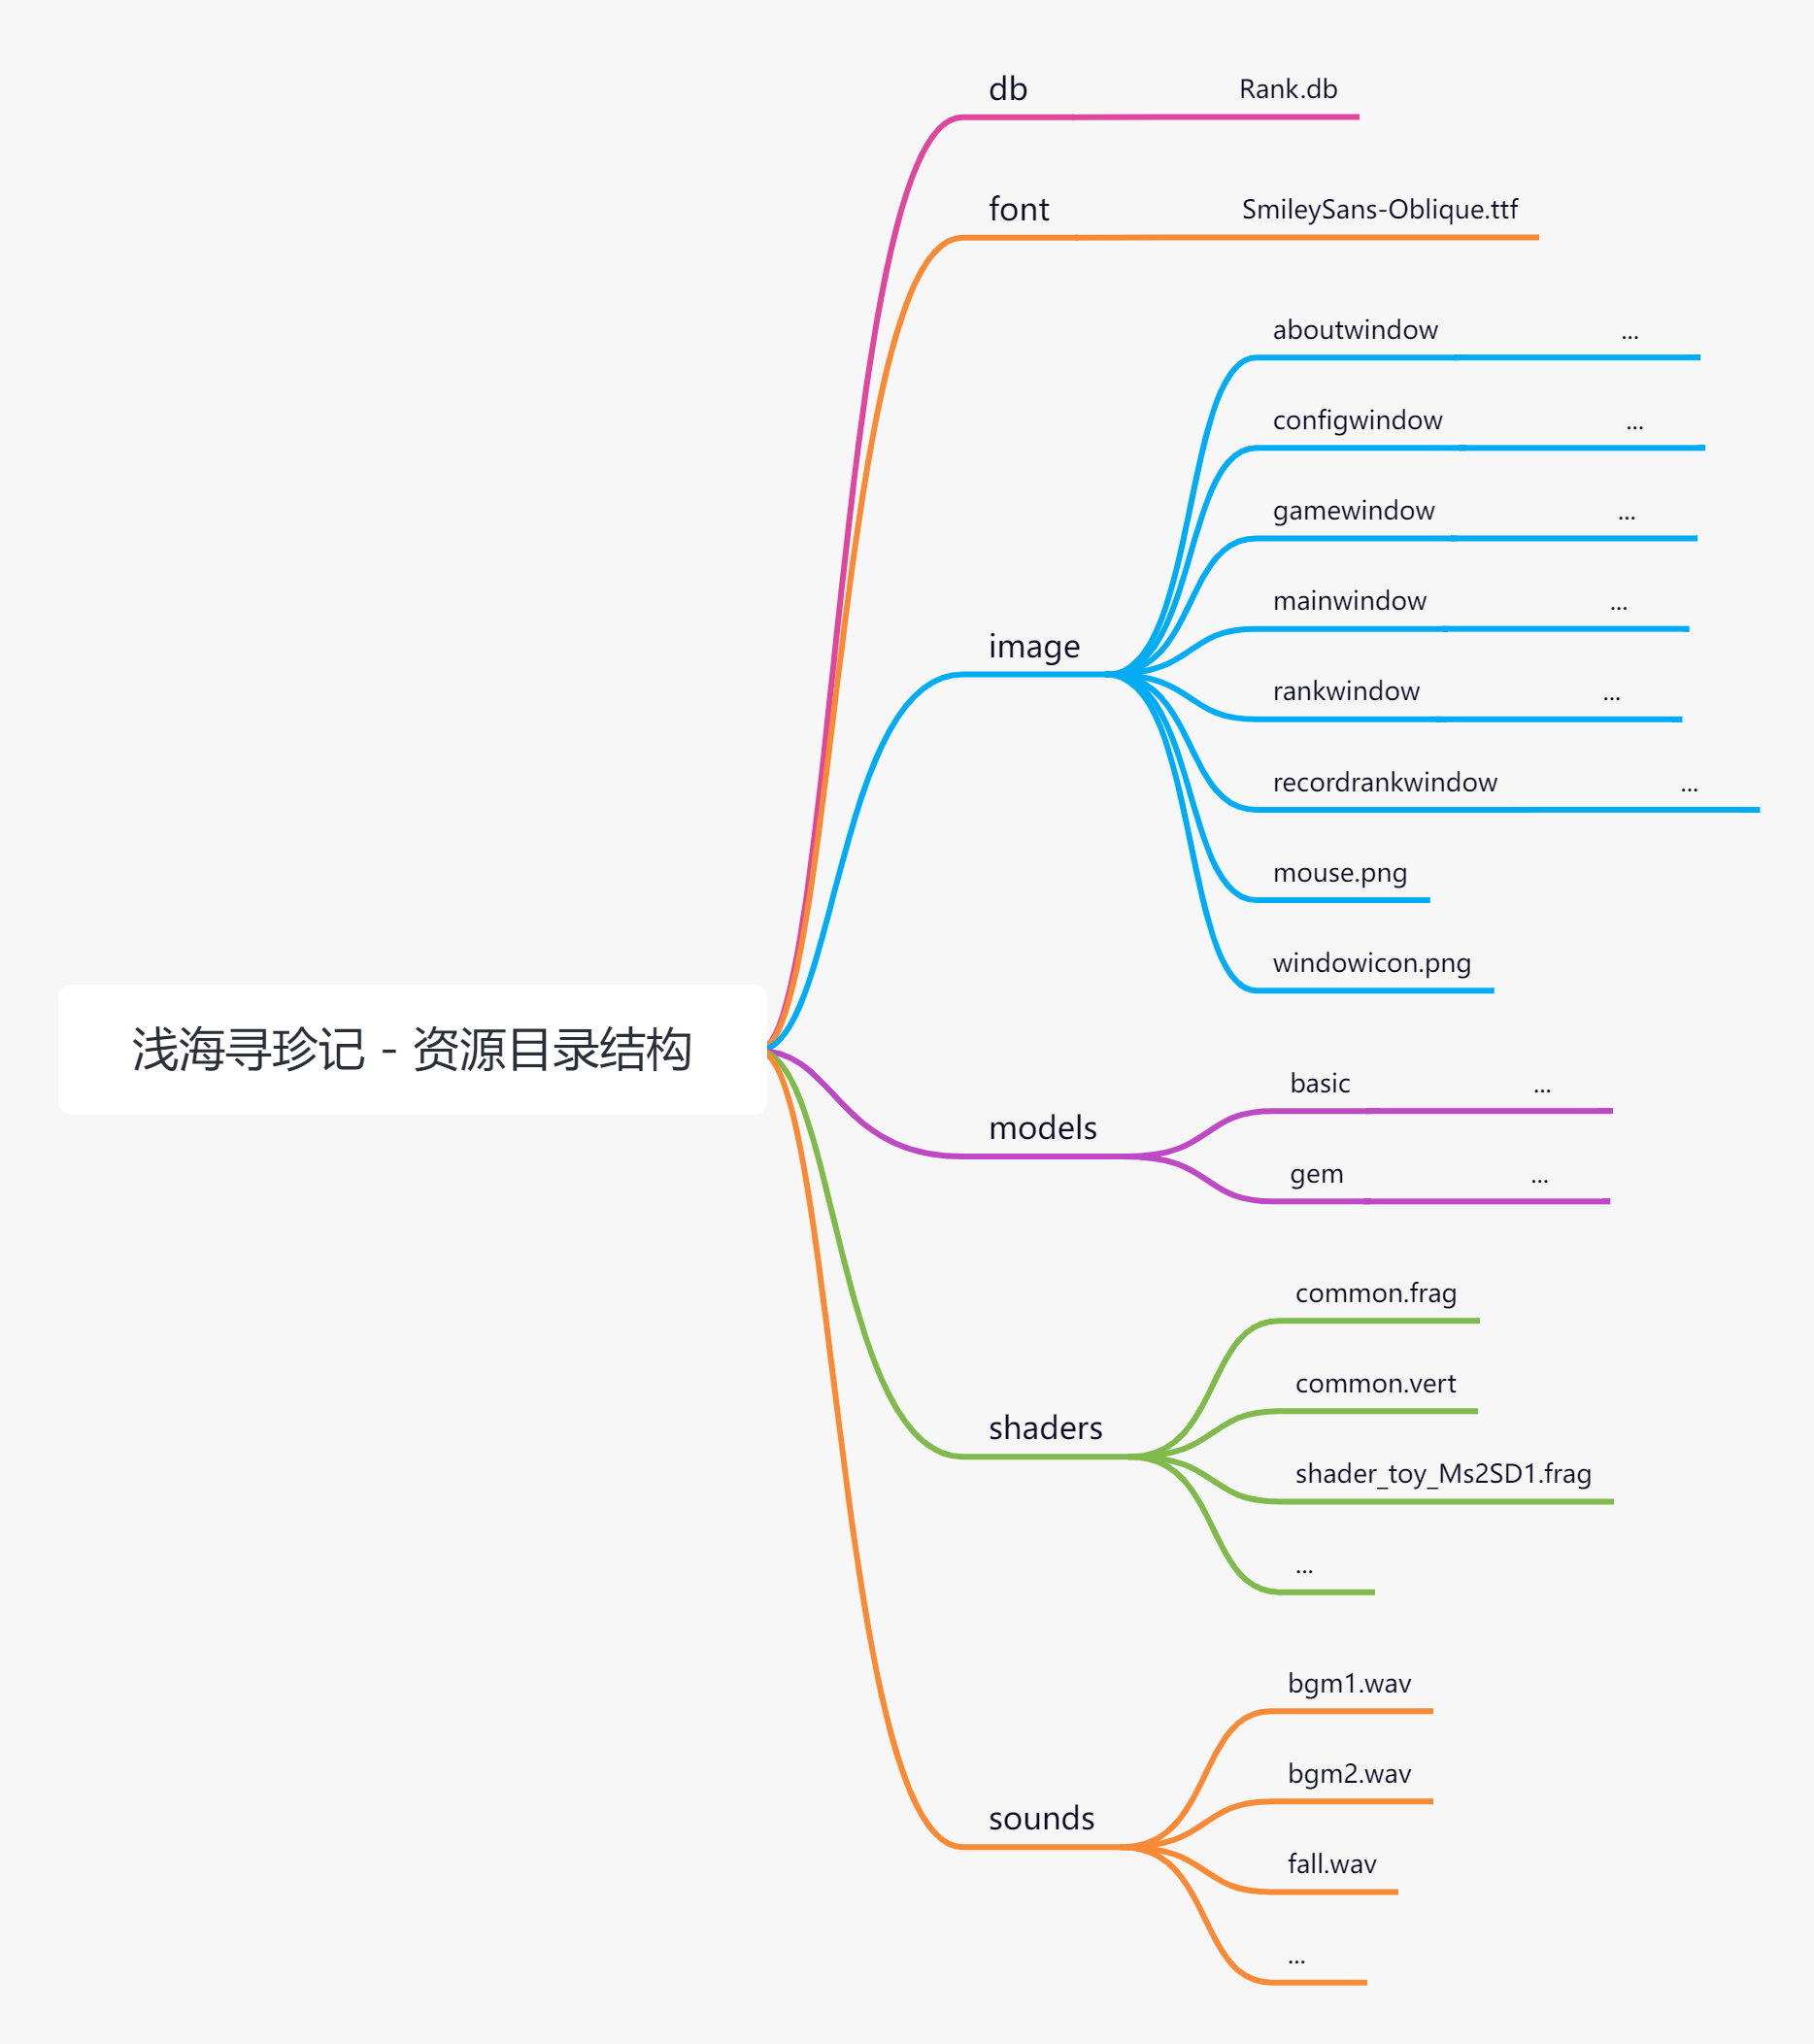 浅海寻珍记 - 资源目录结构
db
Rank.db
font
SmileySans-Oblique.ttf
image
aboutwindow
...
configwindow
...
gamewindow
...
mainwindow
...
rankwindow
...
recordrankwindow
...
mouse.png
windowicon.png
models
basic
...
gem
...
shaders
common.frag
common.vert
shader_toy_Ms2SD1.frag
...
sounds
bgm1.wav
bgm2.wav
fall.wav
...